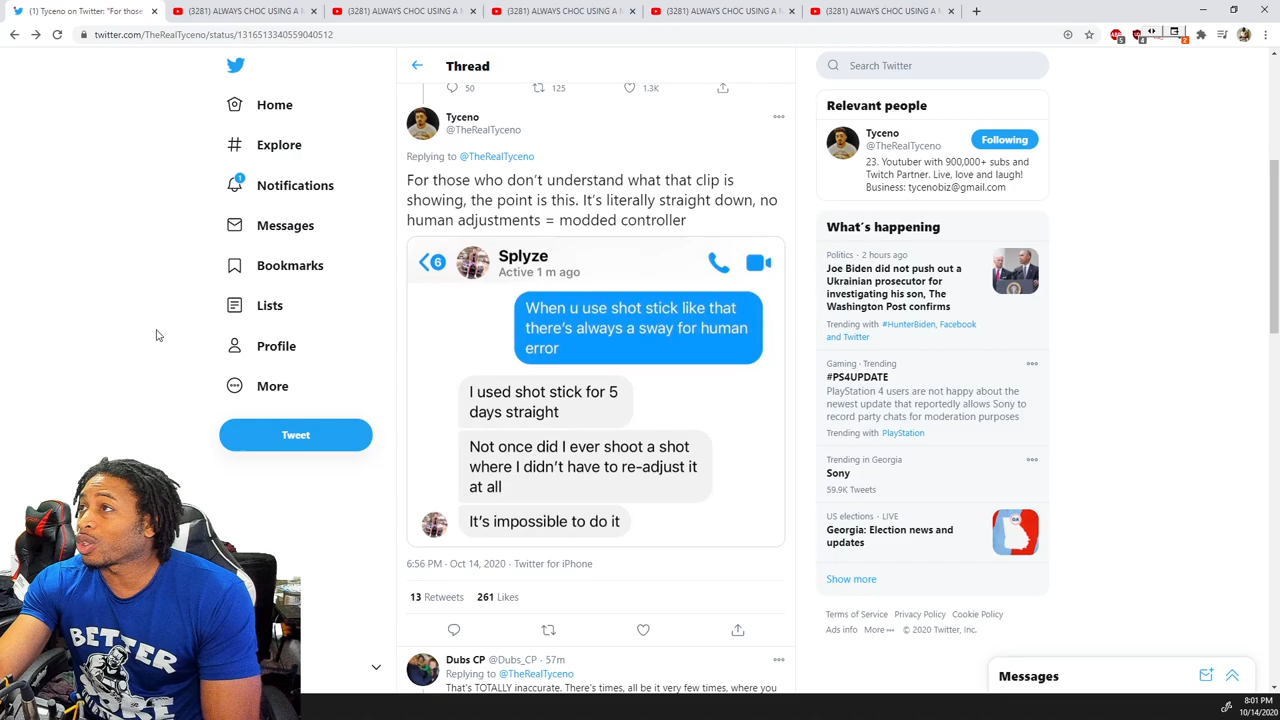 (1) Tyceno on Twitter: "For those
(3281) ALWAYS CHOC USING A M
(3281) ALWAYS CHOC USING A M
(3281) ALWAYS CHOC USING A M
(3281) ALWAYS CHOC USING A M
(3281) ALWAYS CHOC USING A M
twitter.com/TheRealTyceno/status/1316513340559040512
Home
Explore
1
Notifications
Messages
Bookmarks
Lists
Profile
More
Tweet
Thread
50
125
1.3K
Tyceno
@TheRealTyceno
Replying to @TheRealTyceno
For those who don't understand what that clip is
showing, the point is this. It's literally straight down, no
human adjustments = modded controller
6
Splyze
Active 1 m ago
When u use shot stick like that
there's always a sway for human
error
I used shot stick for 5
days straight
Not once did I ever shoot a shot
where I didn't have to re-adjust it
at all
It's impossible to do it
6:56 PM · Oct 14, 2020 · Twitter for iPhone
13 Retweets 261 Likes
Dubs CP @Dubs_CP · 57m
Replying to @TheRealTyceno
That's TOTALLY inaccurate. There's times, all be it very few times, where you
Search Twitter
Relevant people
Tyceno
@TheRealTyceno
Following
23. Youtuber with 900,000+ subs and
Twitch Partner. Live, love and laugh!
Business: tycenobiz@gmail.com
What's happening
Politics · 2 hours ago
Joe Biden did not push out a
Ukrainian prosecutor for
investigating his son, The
Washington Post confirms
Trending with #HunterBiden, Facebook
and Twitter
Gaming · Trending
#PS4UPDATE
PlayStation 4 users are not happy about the
newest update that reportedly allows Sony to
record party chats for moderation purposes
Trending with PlayStation
Trending in Georgia
Sony
59.9K Tweets
US elections · LIVE
Georgia: Election news and
updates
Show more
Terms of Service Privacy Policy Cookie Policy
Ads info More © 2020 Twitter, Inc.
Messages
BETTER
8:01 PM
10/14/2020